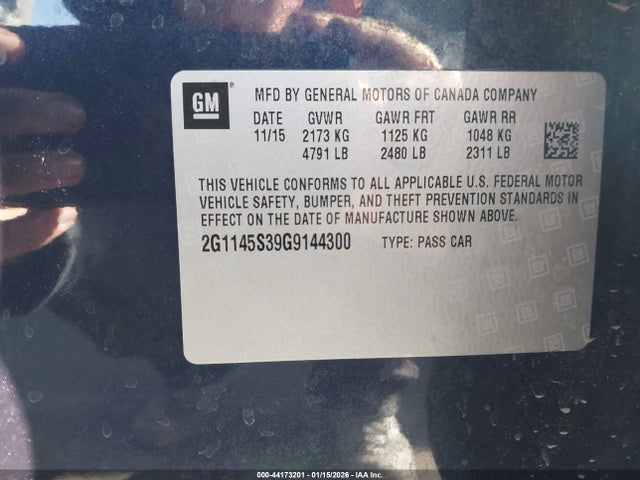 GM
MFD BY GENERAL MOTORS OF CANADA COMPANY
DATE GVWR GAWR FRT GAWR RR
11/15 2173 KG 1125 KG 1048 KG
4791 LB 2480 LB 2311 LB
THIS VEHICLE CONFORMS TO ALL APPLICABLE U.S. FEDERAL MOTOR
VEHICLE SAFETY, BUMPER, AND THEFT PREVENTION STANDARDS IN
EFFECT ON THE DATE OF MANUFACTURE SHOWN ABOVE.
2G1145S39G9144300 TYPE: PASS CAR
000-44173201 - 01/15/2026 - IAA Inc.